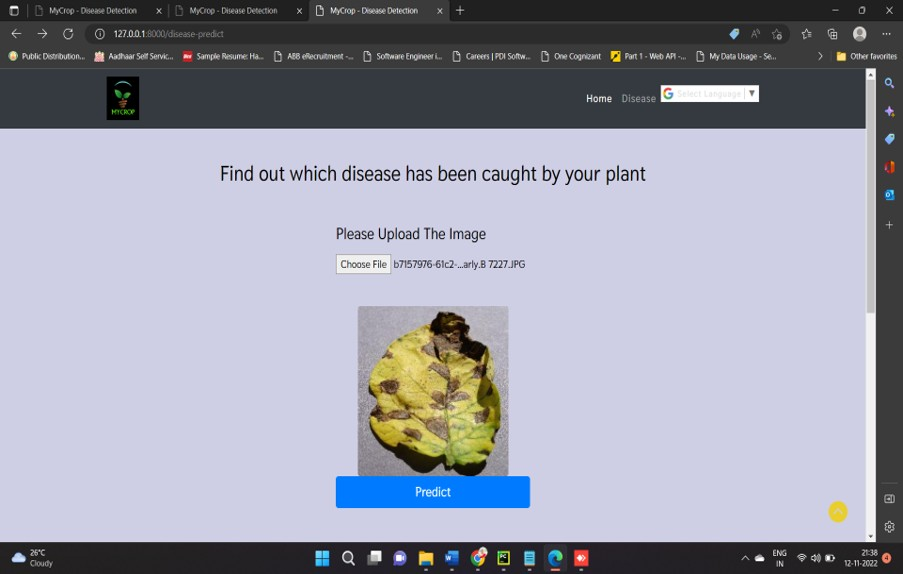 MyCrop - Disease Detection
MyCrop - Disease Detection
MyCrop - Disease Detection
127.0.0.1:8000/disease-predict
Public Distribution...
Aadhaar Self Servic...
Sample Resume: Ha...
ABB eRecruitment -...
Software Engineer i...
Careers | PDI Softw...
One Cognizant
Part 1 - Web API -...
My Data Usage - Se...
Other favorites
MYCROP
Home
Disease
Select Language
Find out which disease has been caught by your plant
Please Upload The Image
Choose File b7157976-61c2-...arly.B 7227.JPG
Predict
26°C
Cloudy
ENG
IN
21:38
12-11-2022
4